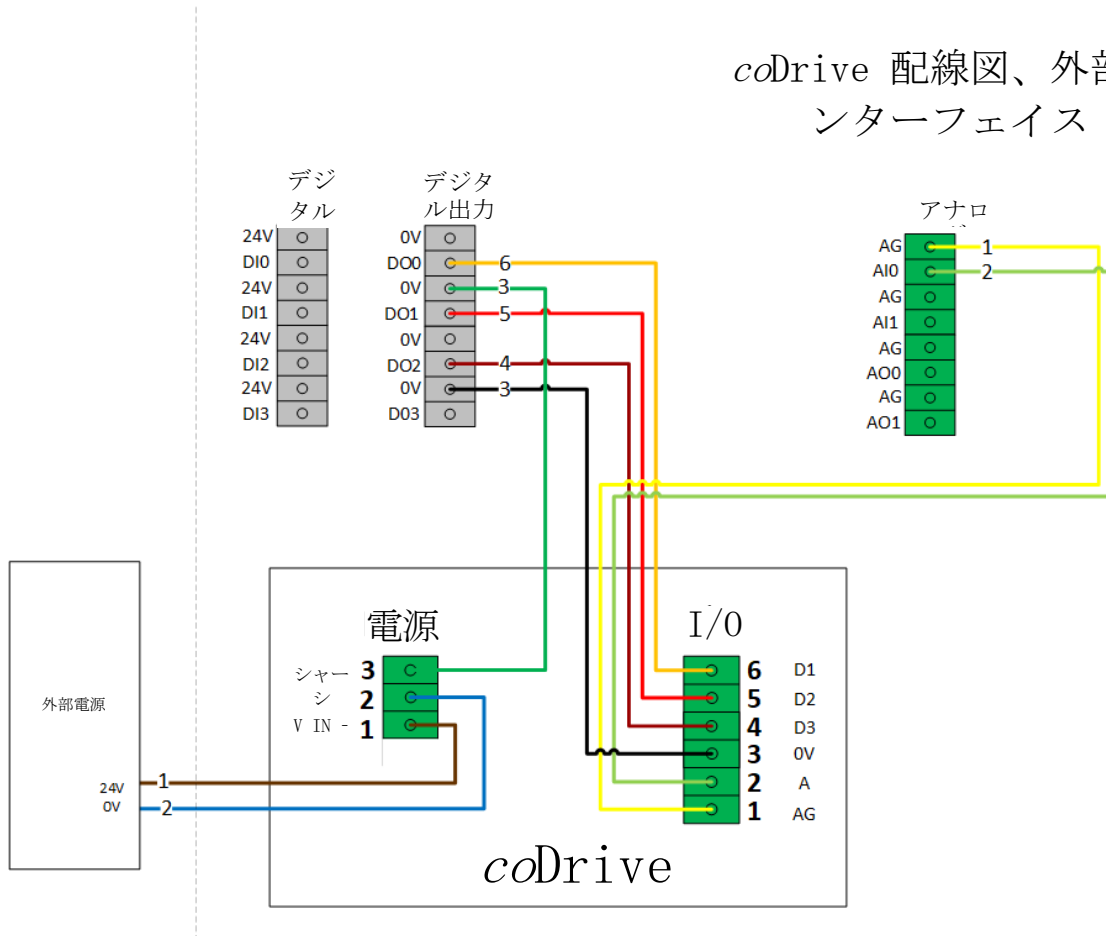 coDrive 配線図、外部
ンターフェイス
デジ
タル
24V
DI0
24V
DI1
24V
DI2
24V
DI3
デジタ
ル出力
0V
DO0
0V
DO1
0V
DO2
0V
D03
6
3
5
4
3
アナロ
AG
AI0
AG
AI1
AG
AO0
AG
AO1
1
2
外部電源
24V
0V
1
2
電源
シャー
シ
V IN -
3
2
1
I/O
6 D1
5 D2
4 D3
3 0V
2 A
1 AG
coDrive